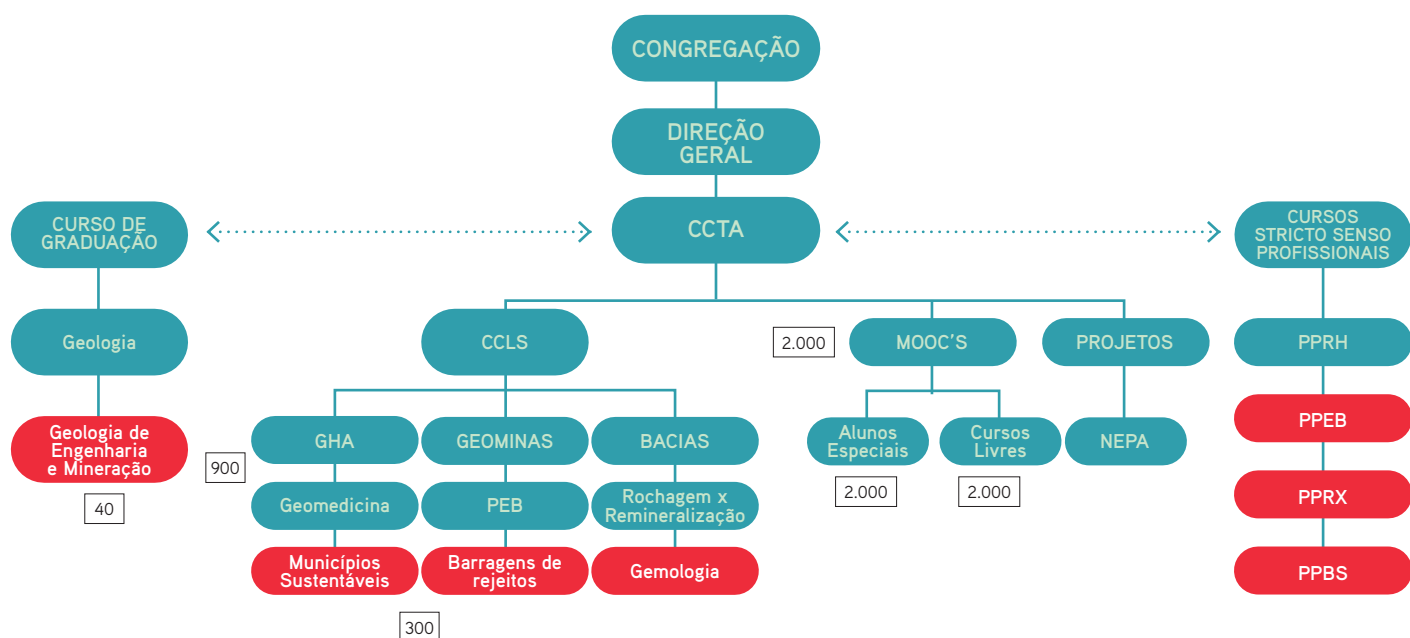 CONGREGAÇÃO
DIREÇÃO
GERAL
CURSO DE
GRADUAÇÃO
CCTA
CURSOS
STRICTO SENSO
PROFISSIONAIS
Geologia
CCLS
2.000
MOOC'S
PROJETOS
PPRH
Geologia de
Engenharia
e Mineração
40
900
GHA
GEOMINAS
BACIAS
Alunos
Especiais
Cursos
Livres
NEPA
2.000
2.000
PPEB
Geomedicina
PEB
Rochagem x
Remineralização
PPRX
Municípios
Sustentáveis
Barragens de
rejeitos
Gemologia
PPBS
300